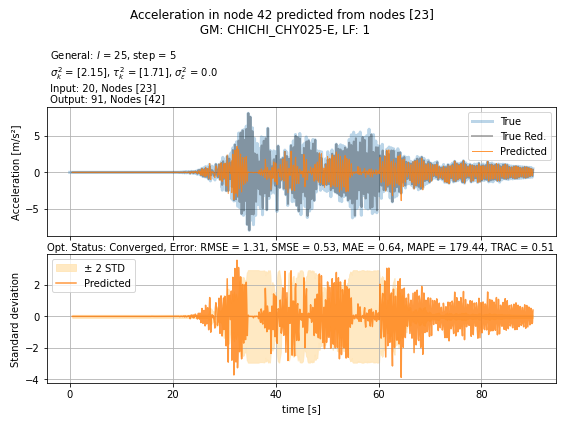 Acceleration in node 42 predicted from nodes [23]
GM: CHICHI_CHY025-E, LF: 1
General: l = 25, step = 5
σ²ₖ = [2.15], τ²ₖ = [1.71], σ²ε = 0.0
Input: 20, Nodes [23]
Output: 91, Nodes [42]
Acceleration [m/s²]
5
0
−5
True
True Red.
Predicted
Opt. Status: Converged, Error: RMSE = 1.31, SMSE = 0.53, MAE = 0.64, MAPE = 179.44, TRAC = 0.51
Standard deviation
2
0
−2
−4
± 2 STD
Predicted
0 20 40 60 80
time [s]